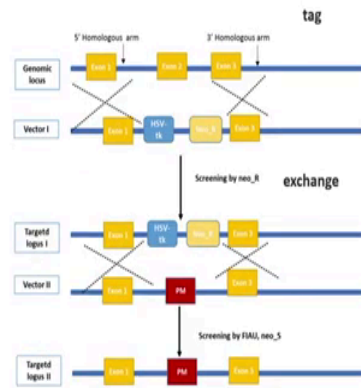 tag
5' Homologous arm
3' Homologous arm
Genomic
locus
Exon 1
Exon 2
Exon 3
Vector I
Exon 1
HSV-
tk
Neo_R
Exon 3
Screening by neo_R
exchange
Targetd
logus I
Exon 1
HSV-
tk
Neo_R
Vector II
Exon 1
PM
Exon 3
Screening by FIAU, neo_S
Targetd
logus II
Exon 1
PM
Exon 3